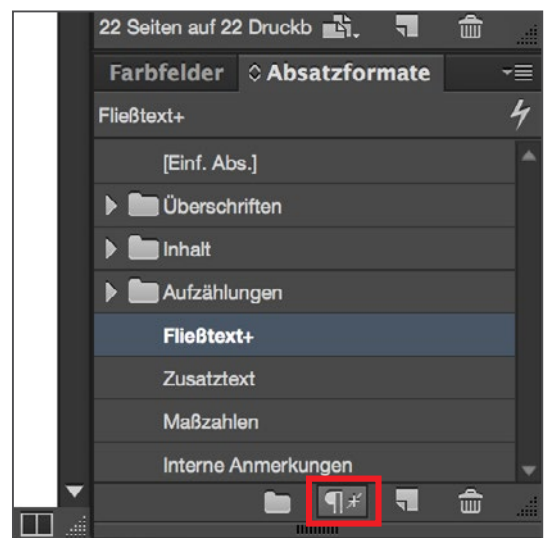 22 Seiten auf 22 Druckb
Farbfelder Absatzformate
Fließtext+
[Einf. Abs.]
Überschriften
Inhalt
Aufzählungen
Fließtext+
Zusatztext
Maßzahlen
Interne Anmerkungen